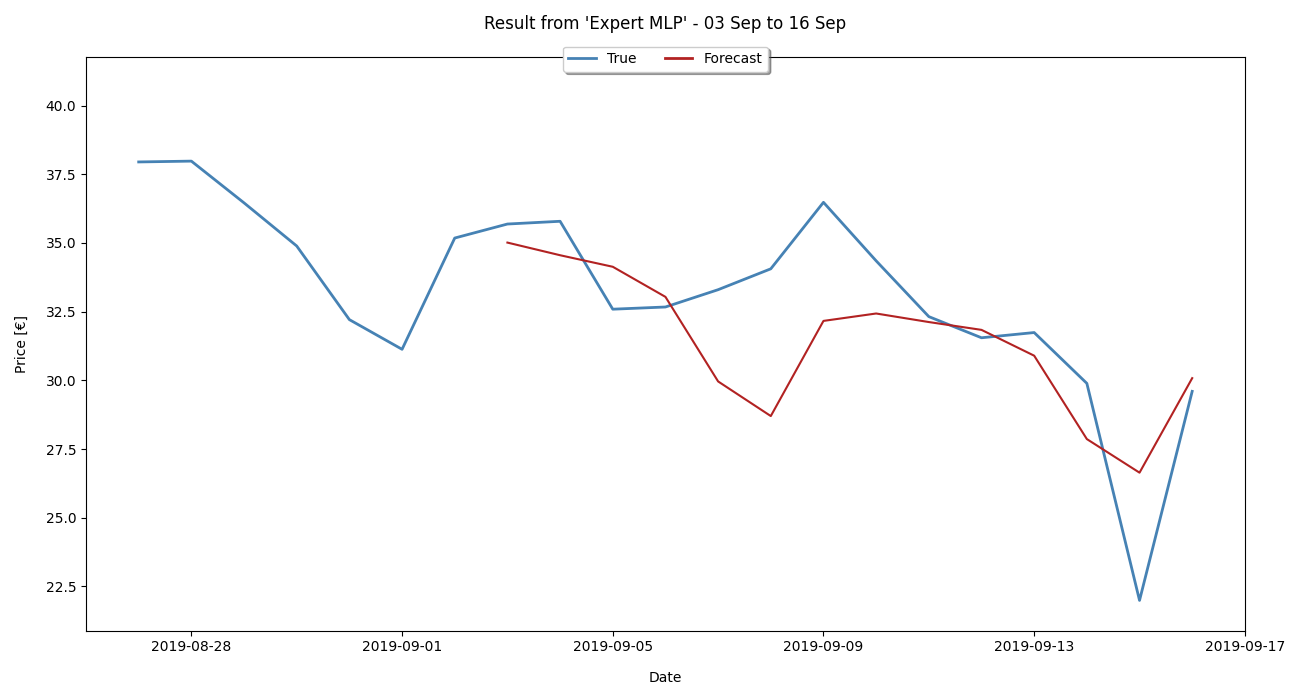 Result from 'Expert MLP' - 03 Sep to 16 Sep
True Forecast
40.0
37.5
35.0
32.5
30.0
27.5
25.0
22.5
Price [€]
2019-08-28 2019-09-01 2019-09-05 2019-09-09 2019-09-13 2019-09-17
Date